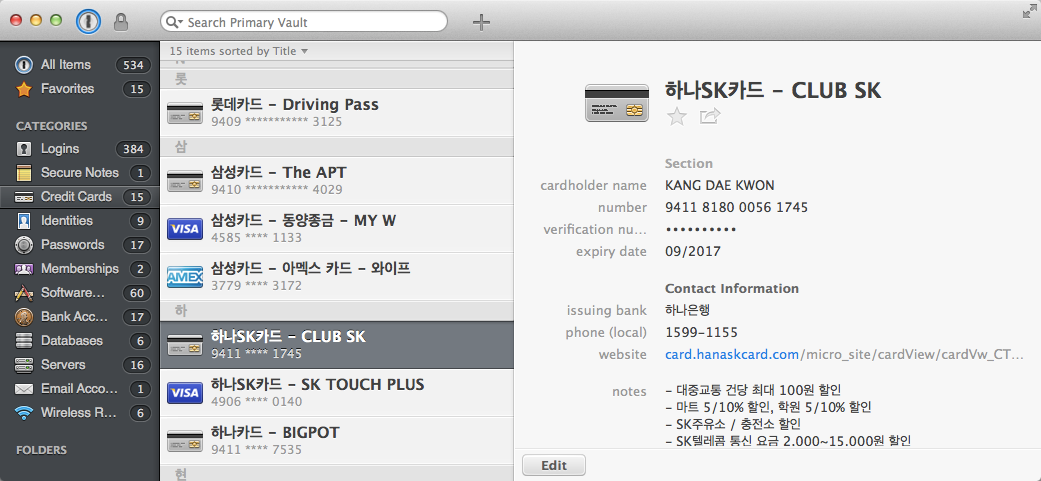 Search Primary Vault
All Items 534
Favorites 15
CATEGORIES
Logins 384
Secure Notes 1
Credit Cards 15
Identities 9
Passwords 17
Memberships 2
Software... 60
Bank Acc... 17
Databases 6
Servers 16
Email Acco... 1
Wireless R... 6
FOLDERS
15 items sorted by Title
롯
롯데카드 - Driving Pass
9409 *********** 3125
삼
삼성카드 - The APT
9410 *********** 4029
VISA
삼성카드 - 동양종금 - MY W
4585 **** 1133
AMEX
삼성카드 - 아멕스 카드 - 와이프
3779 **** 3172
하
하나SK카드 - CLUB SK
9411 **** 1745
VISA
하나SK카드 - SK TOUCH PLUS
4906 **** 0140
하나카드 - BIGPOT
9411 **** 7535
현
하나SK카드 - CLUB SK
Section
cardholder name KANG DAE KWON
number 9411 8180 0056 1745
verification nu... ••••••••••
expiry date 09/2017
Contact Information
issuing bank 하나은행
phone (local) 1599-1155
website card.hanaskcard.com/micro_site/cardView/cardVw_CT...
notes - 대중교통 건당 최대 100원 할인
- 마트 5/10% 할인, 학원 5/10% 할인
- SK주유소 / 충전소 할인
- SK텔레콤 통신 요금 2.000~15.000원 할인
Edit